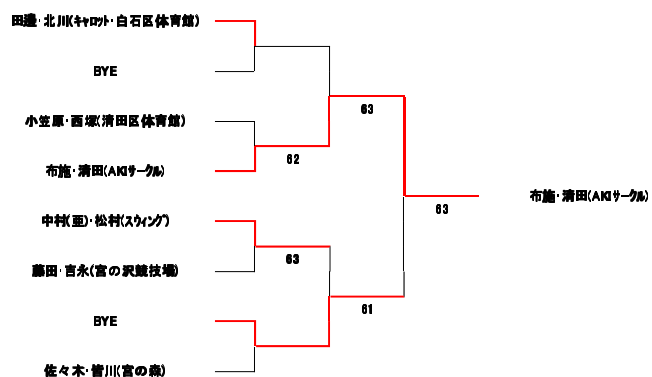 田邉・北川(ｷｬﾛｯﾄ・白石区体育館)
BYE
63
小笠原・西塚(清田区体育館)
62
布施・清田(AKIサークル)
63
布施・清田(AKIサークル)
中村(亜)・松村(スウィング)
63
藤田・吉永(宮の沢競技場)
61
BYE
佐々木・皆川(宮の森)